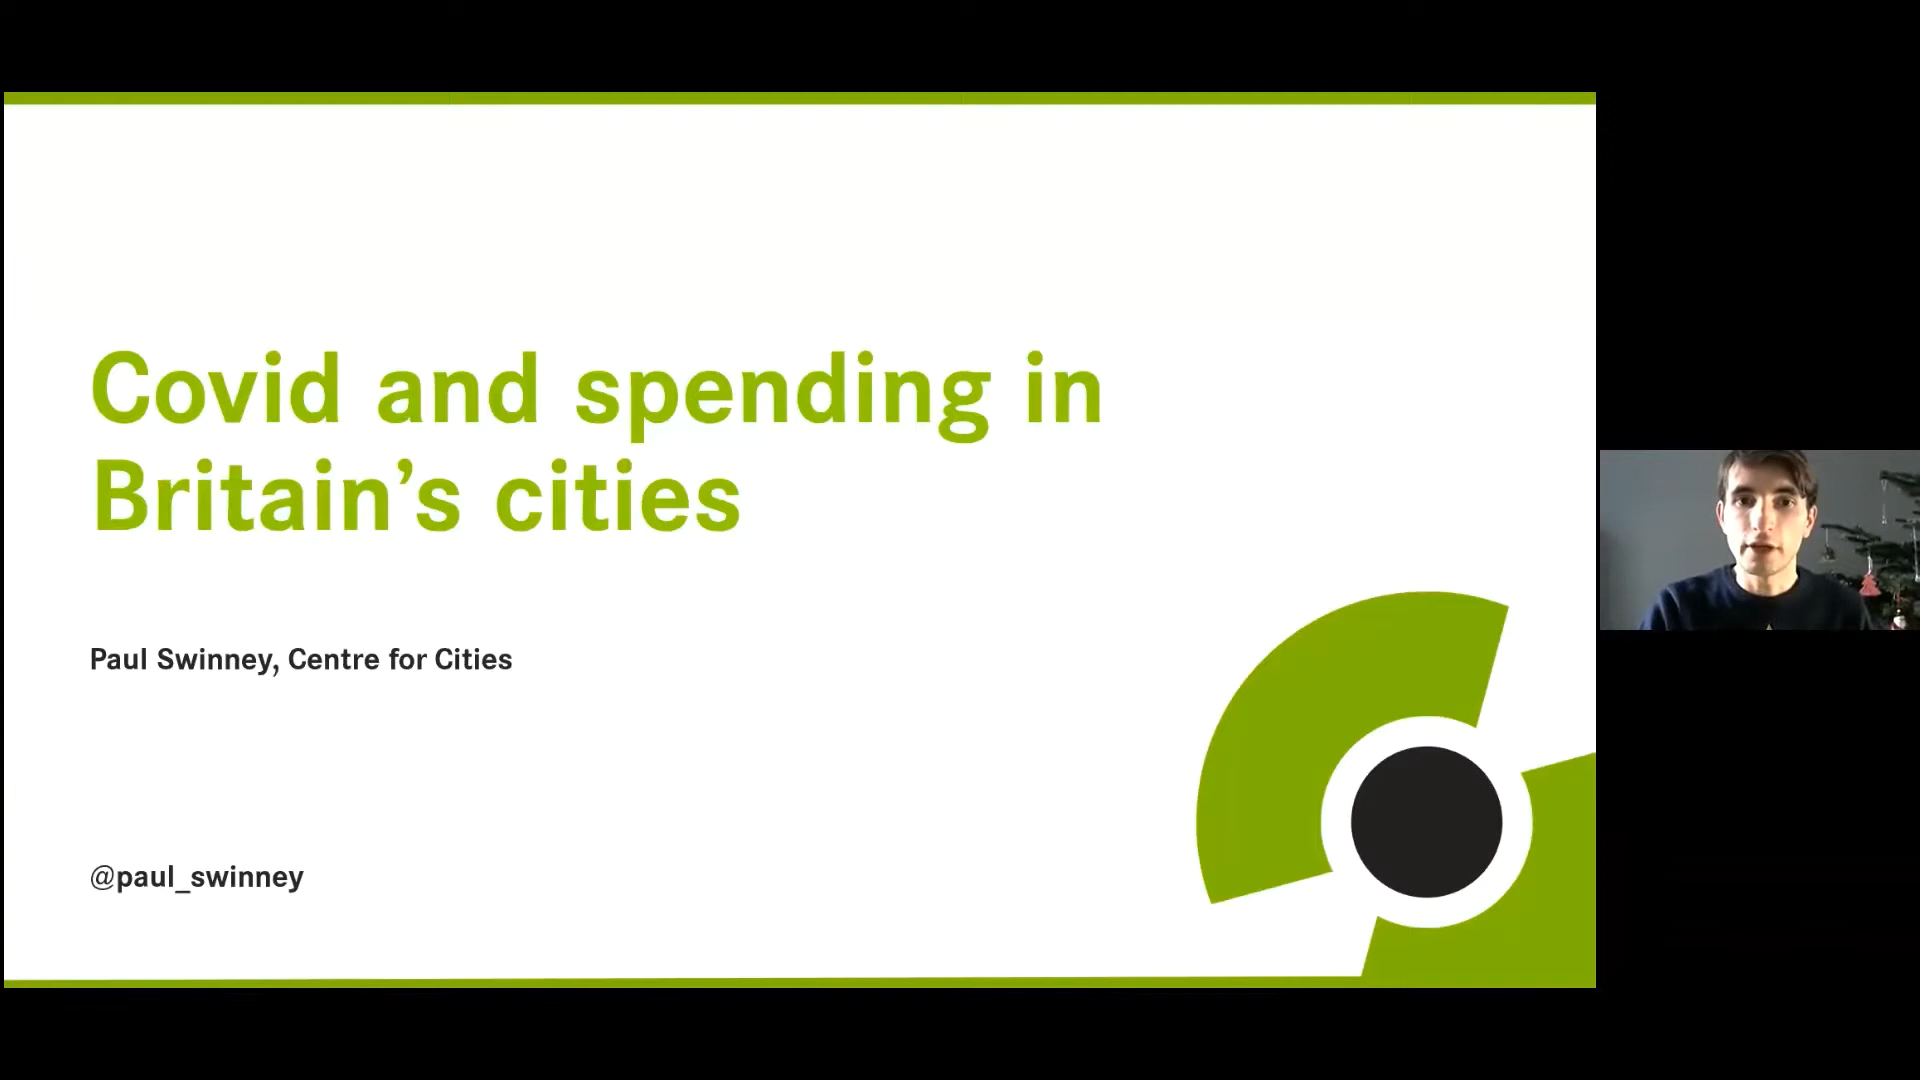 Covid and spending in
Britain’s cities
Paul Swinney, Centre for Cities
@paul_swinney